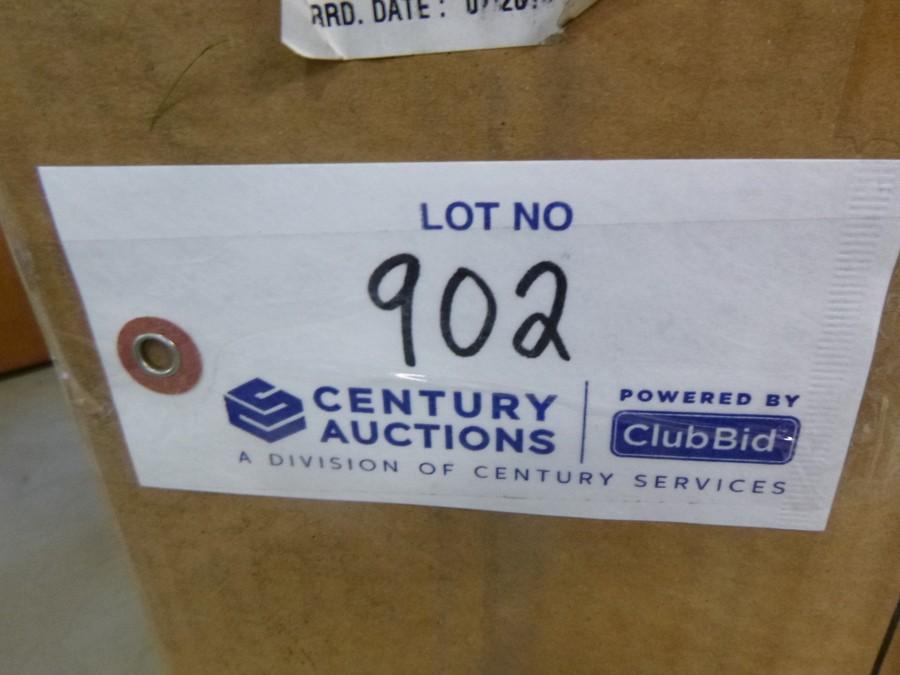 RRD. DATE :
LOT NO
902
CENTURY
AUCTIONS
A DIVISION OF CENTURY SERVICES
POWERED BY
ClubBid